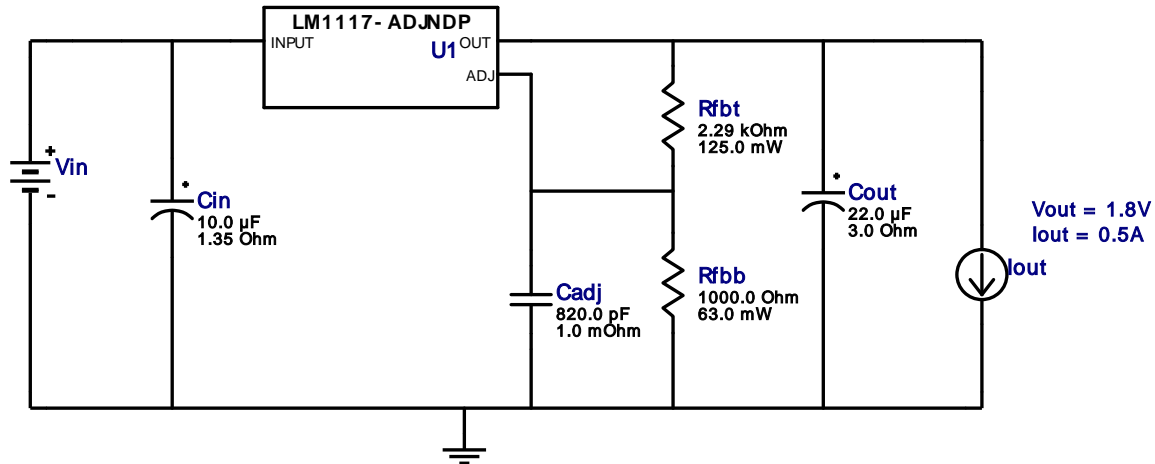 LM1117- ADJNDP
INPUT
U1
OUT
ADJ
Rfbt
2.29 kOhm
125.0 mW
+
Vin
-
+
Cin
10.0 µF
1.35 Ohm
+
Cout
22.0 µF
3.0 Ohm
Vout = 1.8V
Iout = 0.5A
Iout
Rfbb
1000.0 Ohm
63.0 mW
Cadj
820.0 pF
1.0 mOhm